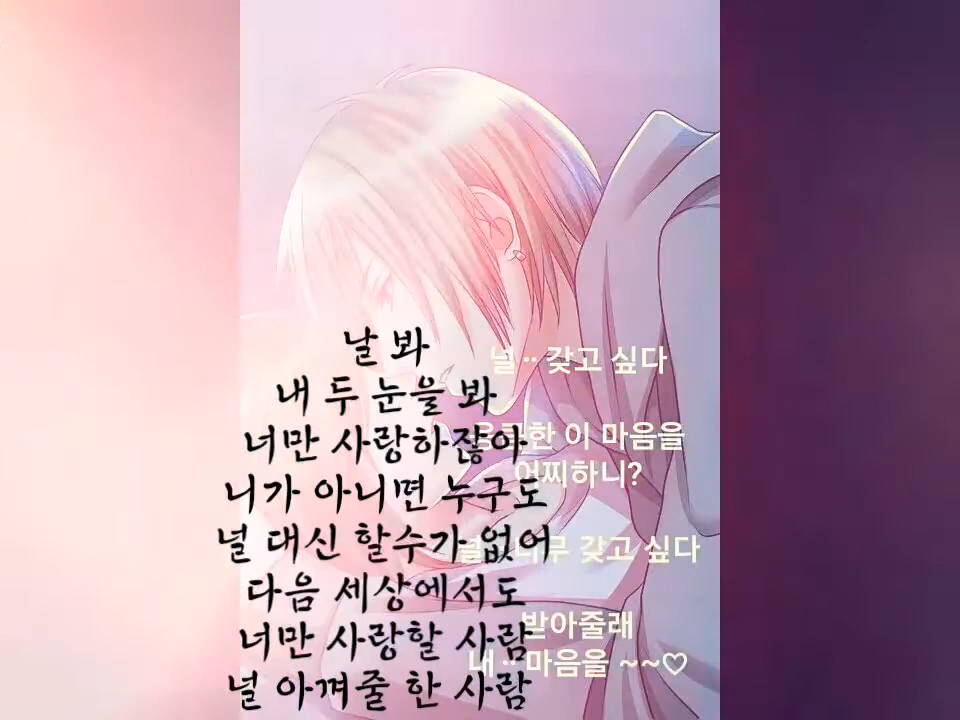 날 봐
내 두 눈을 봐
너만 사랑하잖아
니가 아니면 누구도
널 대신 할수가 없어
다음 세상에서도
너만 사랑할 사람
널 아껴줄 한 사람
널·· 갖고 싶다
이 마음을
어찌하니?
갖고 싶다
받아줄래
내·· 마음을 ~~♡